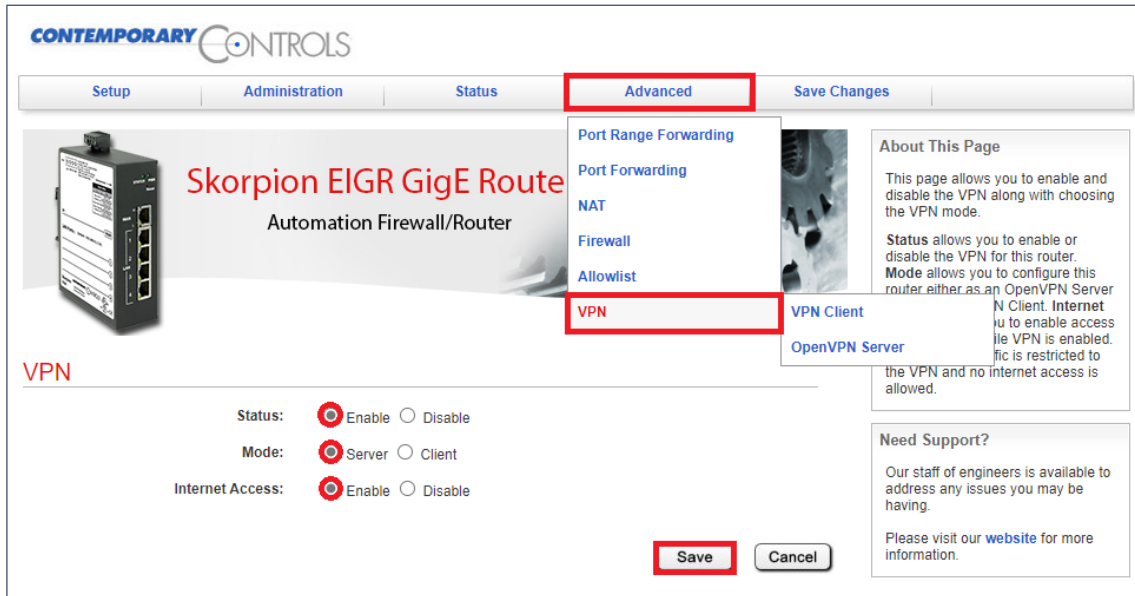 CONTEMPORARY CONTROLS
Setup
Administration
Status
Advanced
Save Changes
Port Range Forwarding
Port Forwarding
NAT
Firewall
Allowlist
VPN
VPN Client
OpenVPN Server
Skorpion EIGR GigE Route
Automation Firewall/Router
VPN
Status: Enable Disable
Mode: Server Client
Internet Access: Enable Disable
Save Cancel
About This Page
This page allows you to enable and
disable the VPN along with choosing
the VPN mode.
Status allows you to enable or
disable the VPN for this router.
Mode allows you to configure this
router either as an OpenVPN Server
N Client. Internet
u to enable access
ile VPN is enabled.
fic is restricted to
the VPN and no internet access is
allowed.
Need Support?
Our staff of engineers is available to
address any issues you may be
having.
Please visit our website for more
information.